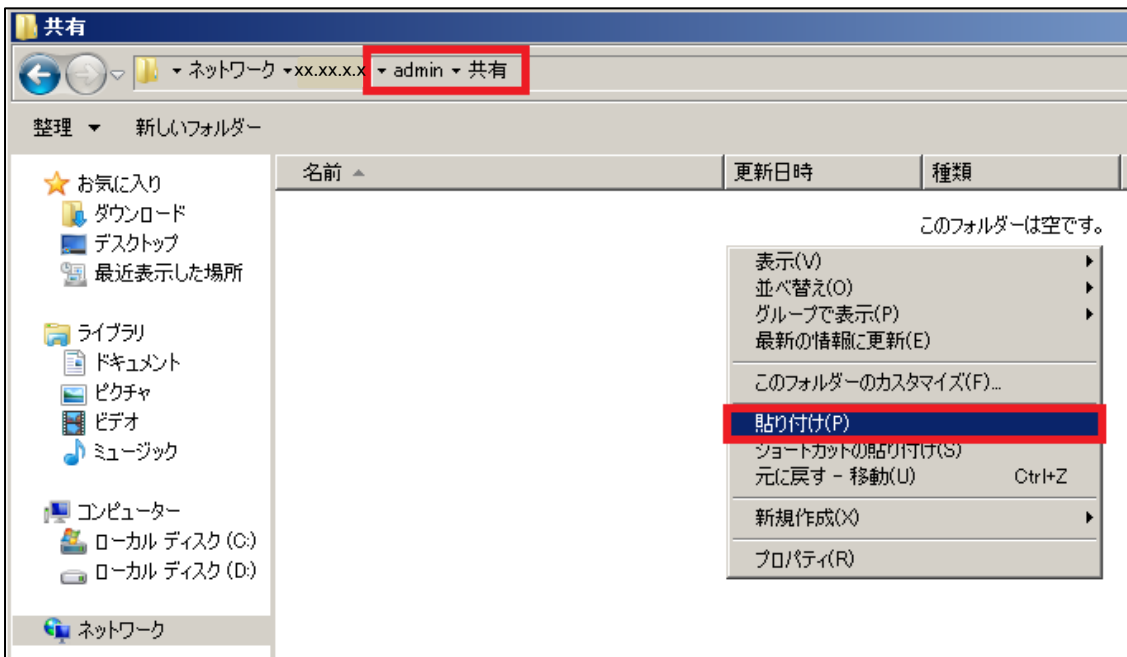 共有
ネットワーク xx.xx.x.x admin 共有
整理 新しいフォルダー
名前 更新日時 種類
お気に入り
ダウンロード
デスクトップ
最近表示した場所
ライブラリ
ドキュメント
ピクチャ
ビデオ
ミュージック
コンピューター
ローカル ディスク (C:)
ローカル ディスク (D:)
ネットワーク
このフォルダーは空です。
表示(V)
並べ替え(O)
グループで表示(P)
最新の情報に更新(E)
このフォルダーのカスタマイズ(F)...
貼り付け(P)
ショートカットの貼り付け(S)
元に戻す - 移動(U) Ctrl+Z
新規作成(X)
プロパティ(R)